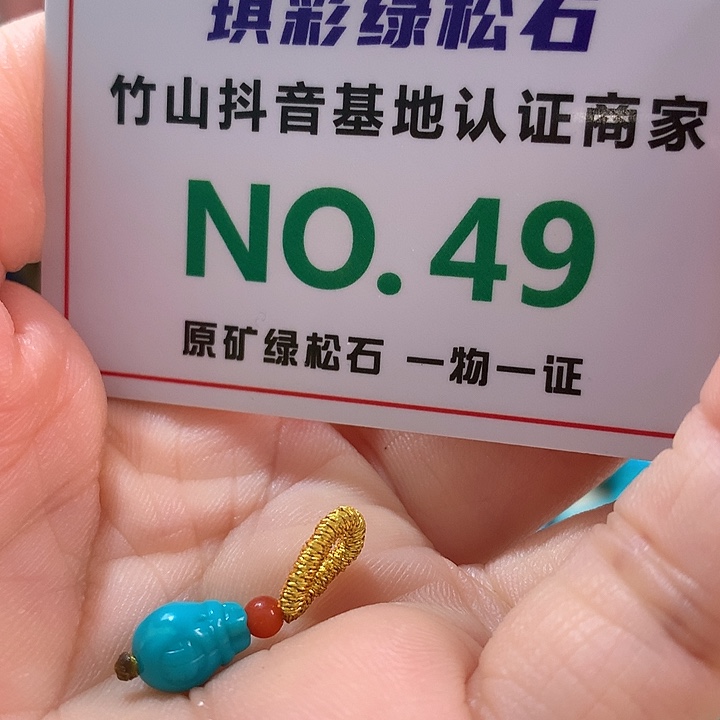 琪彩绿松石
竹山抖音基地认证商家
NO.49
原矿绿松石 一物一证